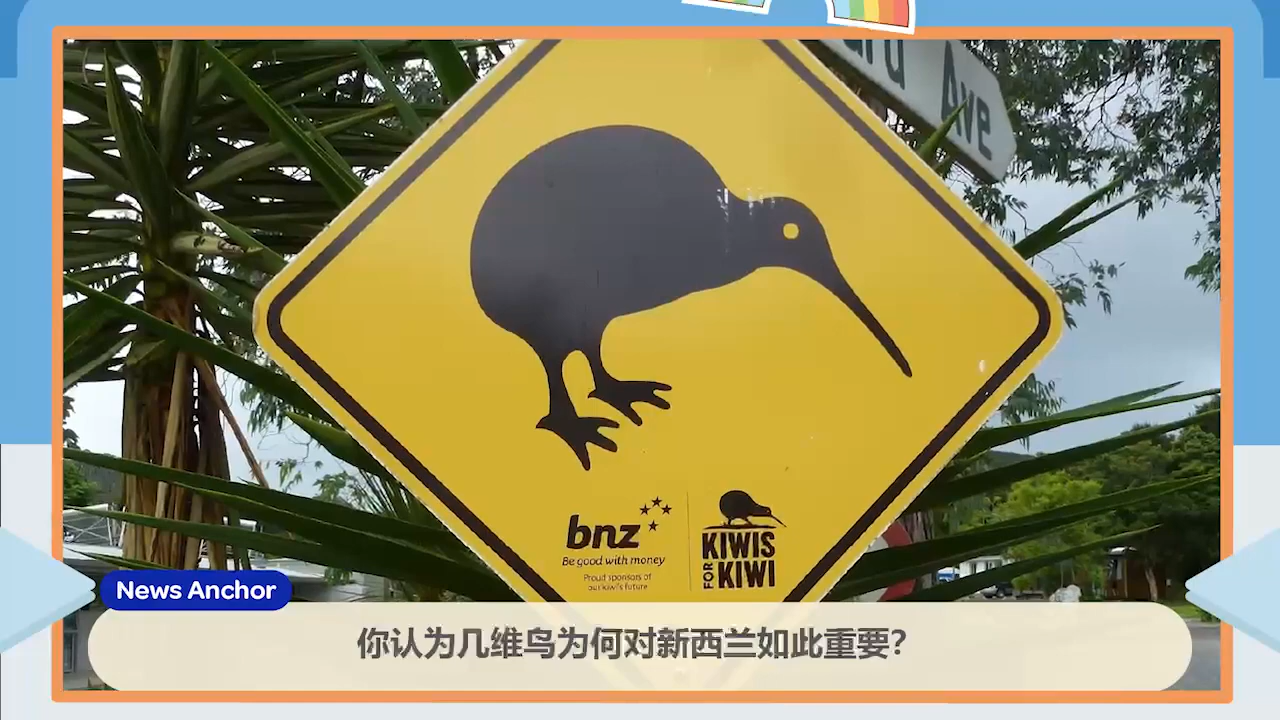 Ave
bnz
Be good with money
Proud sponsors of
our kiwi's future
KIWIS
FOR
KIWI
News Anchor
你认为几维鸟为何对新西兰如此重要？